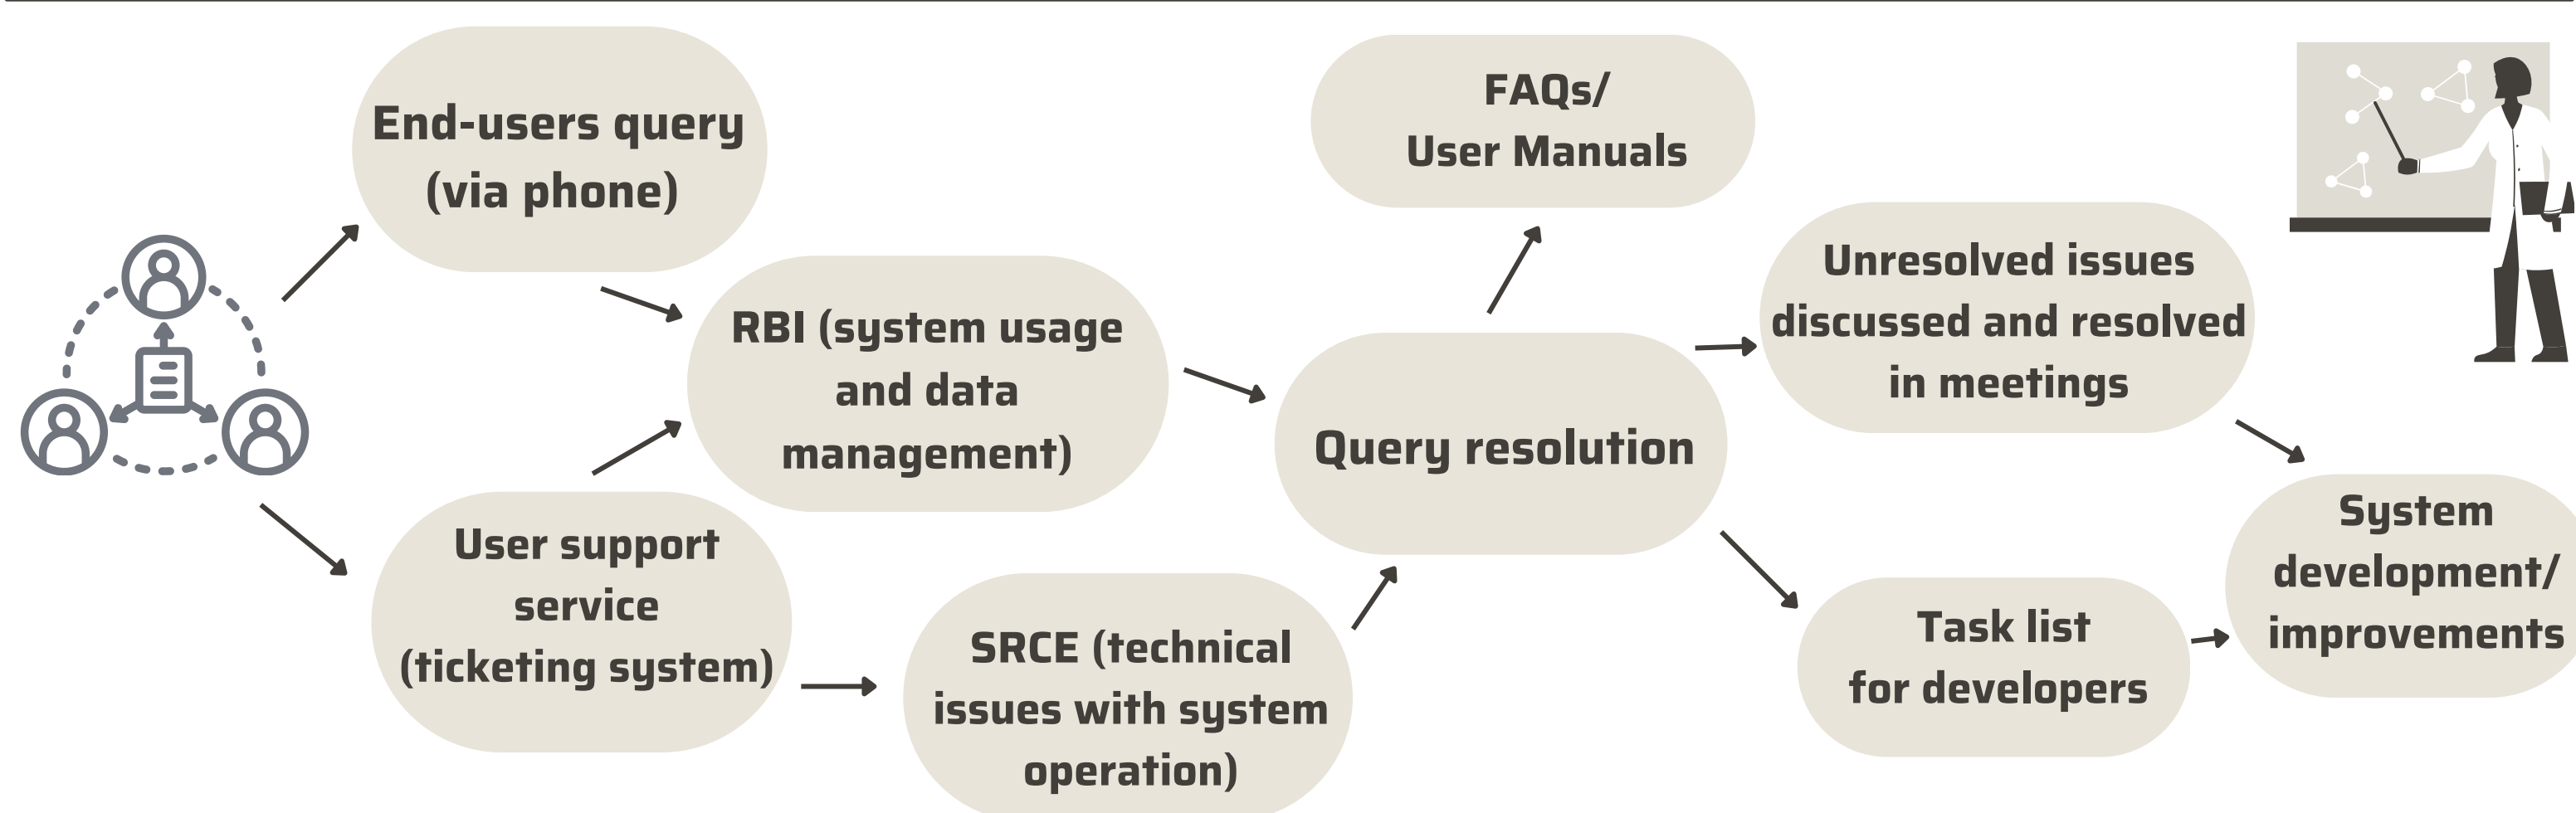 End-users query
(via phone)
RBI (system usage
and data
management)
User support
service
(ticketing system)
SRCE (technical
issues with system
operation)
Query resolution
FAQs/
User Manuals
Unresolved issues
discussed and resolved
in meetings
Task list
for developers
System
development/
improvements